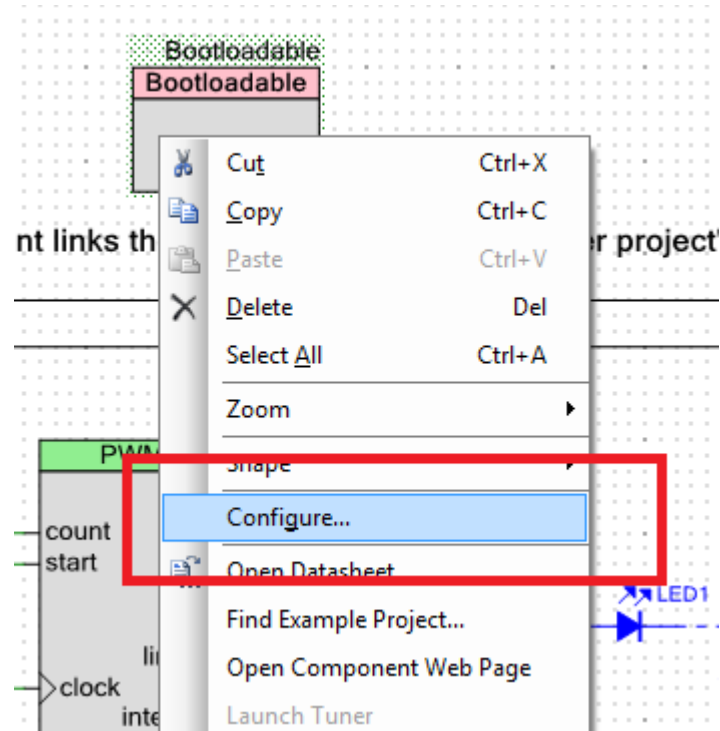 Bootloadable
Bootloadable
Cut Ctrl+X
Copy Ctrl+C
nt links th r project'
Paste Ctrl+V
Delete Del
Select All Ctrl+A
Zoom
PWM
Shape
Configure...
count
start
Open Datasheet
LED1
Find Example Project...
Open Component Web Page
clock
Launch Tuner